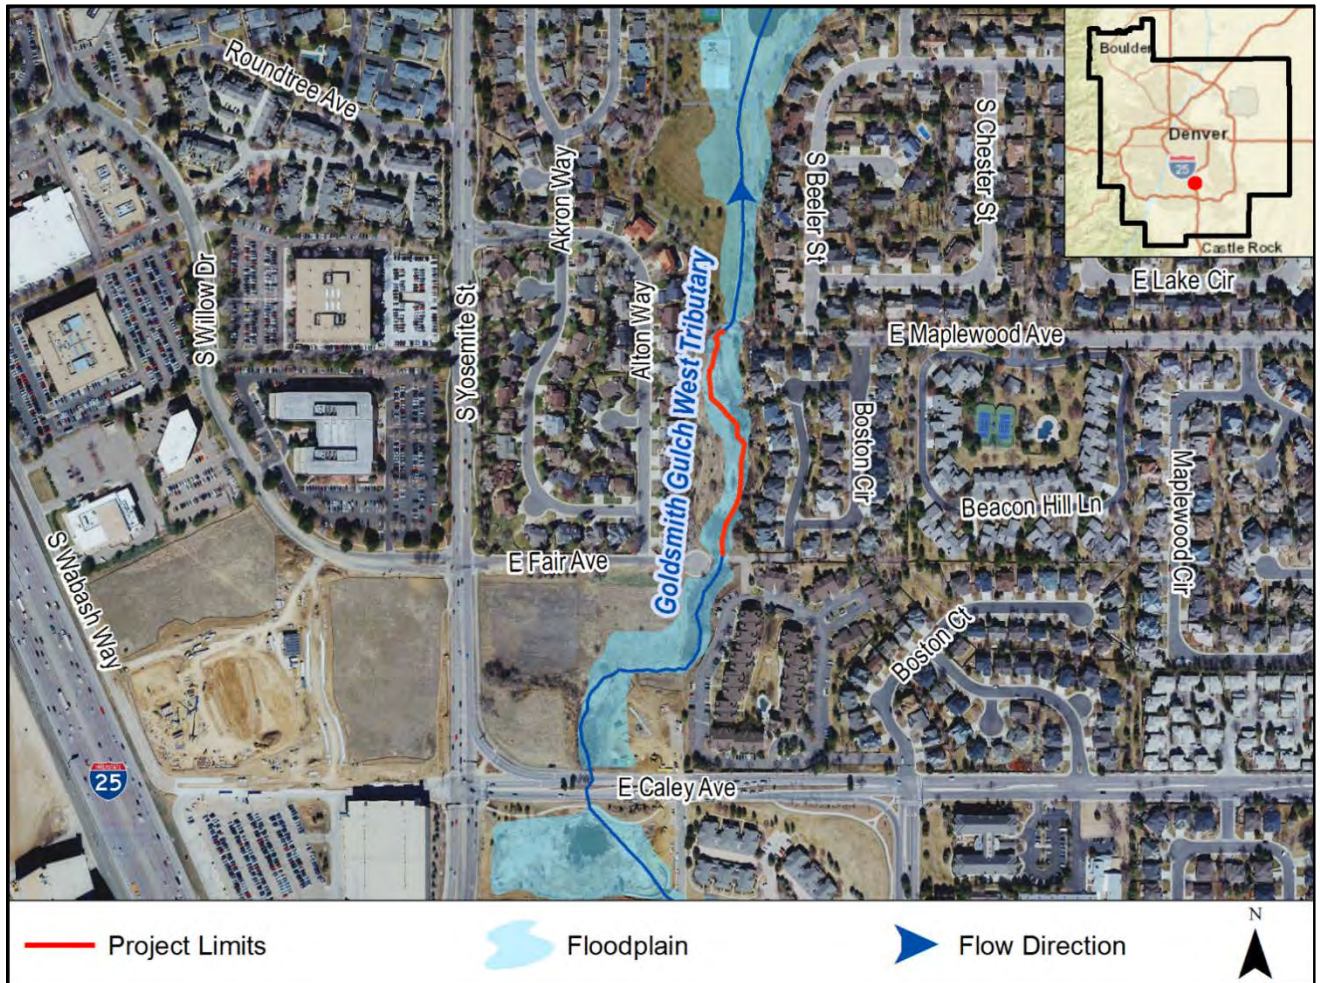 Roundtree Ave
Boulder
Denver
25
Castle Rock
S Chester St
S Beeler St
Akron Way
S Willow Dr
E Lake Cir
Goldsmith Gulch West Tributary
S Yosemite St
Alton Way
E Maplewood Ave
Boston Cir
Maplewood Cir
Beacon Hill Ln
S Wabash Way
E Fair Ave
Boston Ct
INTERSTATE
25
E Caley Ave
Project Limits
Floodplain
Flow Direction
N